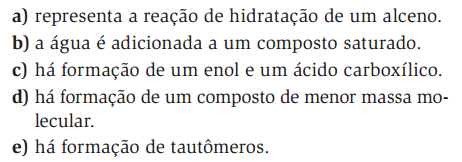 a) representa a reação de hidratação de um alceno.
b) a água é adicionada a um composto saturado.
c) há formação de um enol e um ácido carboxílico.
d) há formação de um composto de menor massa mo-
lecular.
e) há formação de tautômeros.